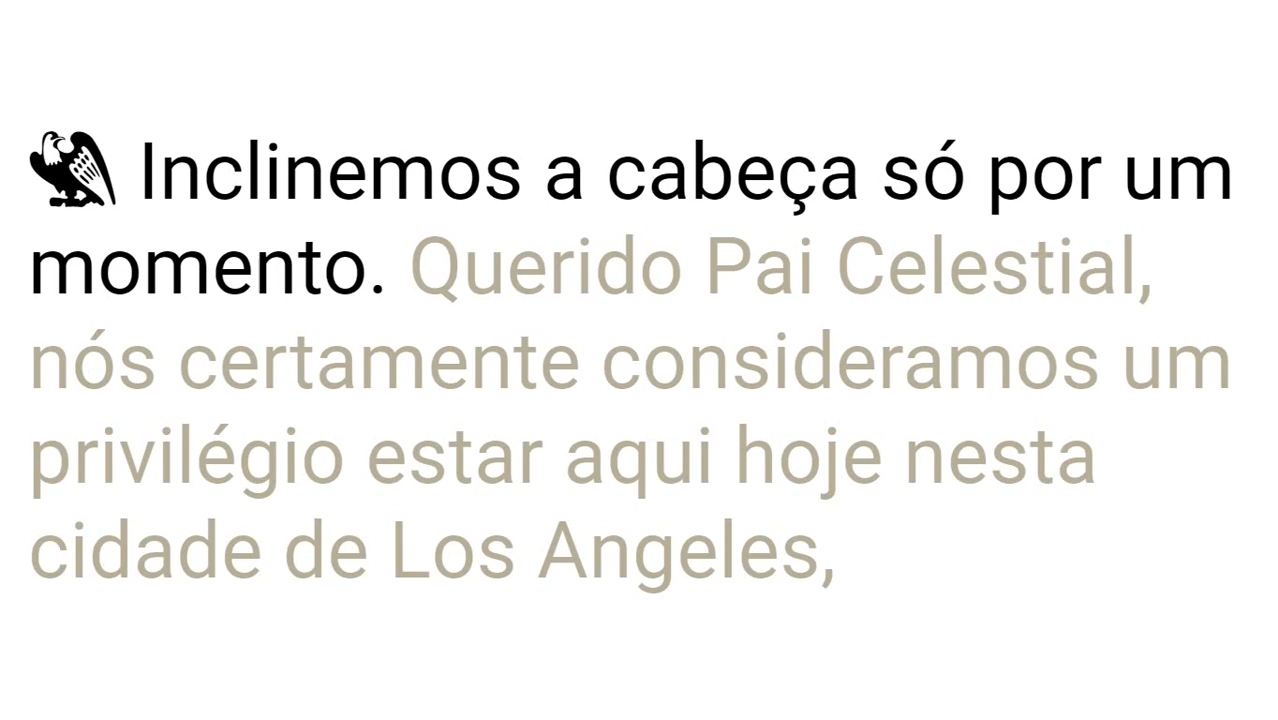 Inclinemos a cabeça só por um
momento. Querido Pai Celestial,
nós certamente consideramos um
privilégio estar aqui hoje nesta
cidade de Los Angeles,